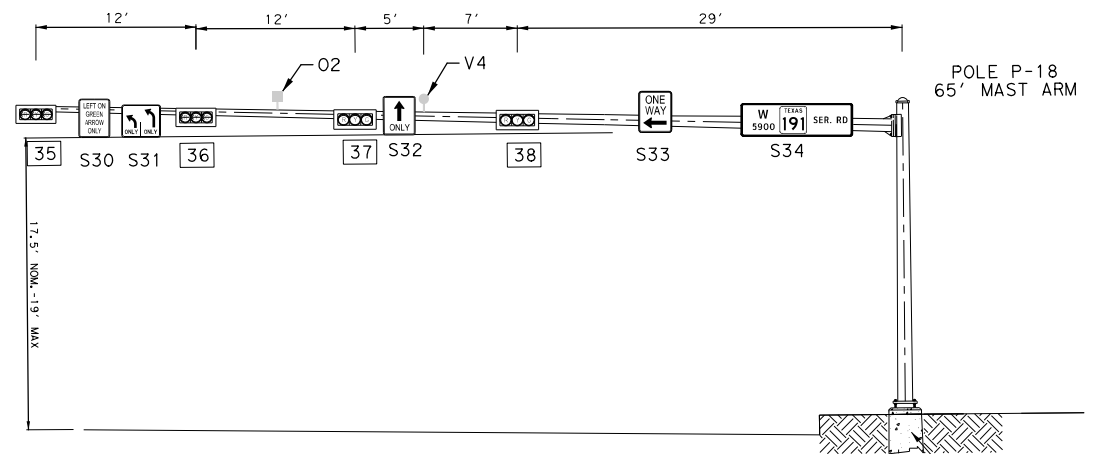 12' 12' 5' 7' 29'
O2 V4
POLE P-18
65' MAST ARM
LEFT ON
GREEN
ARROW
ONLY
ONLY ONLY
ONLY
ONE
WAY
W
5900
TEXAS
191
SER. RD
35 S30 S31 36 37 S32 38 S33 S34
17.5' NOM.-19' MAX